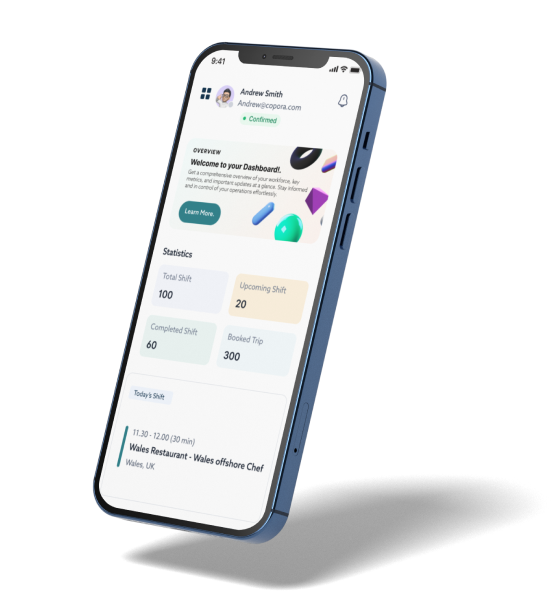 9:41
Andrew Smith
Andrew@copora.com
Confirmed
OVERVIEW
Welcome to your Dashboard!.
Get a comprehensive overview of your workforce, key
metrics, and important updates at a glance. Stay informed
and in control of your operations effortlessly.
Learn More.
Statistics
Total Shift
100
Upcoming Shift
20
Completed Shift
60
Booked Trip
300
Today's Shift
11.30 - 12.00 (30 min)
Wales Restaurant - Wales offshore Chef
Wales, UK